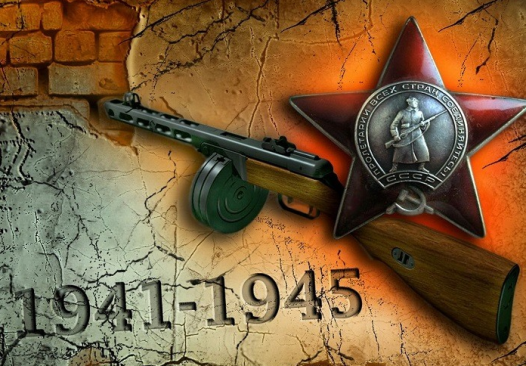 ПРОЛЕТАРИИ ВСЕХ СТРАН, СОЕДИНЯЙТЕСЬ!
СССР
1941-1945